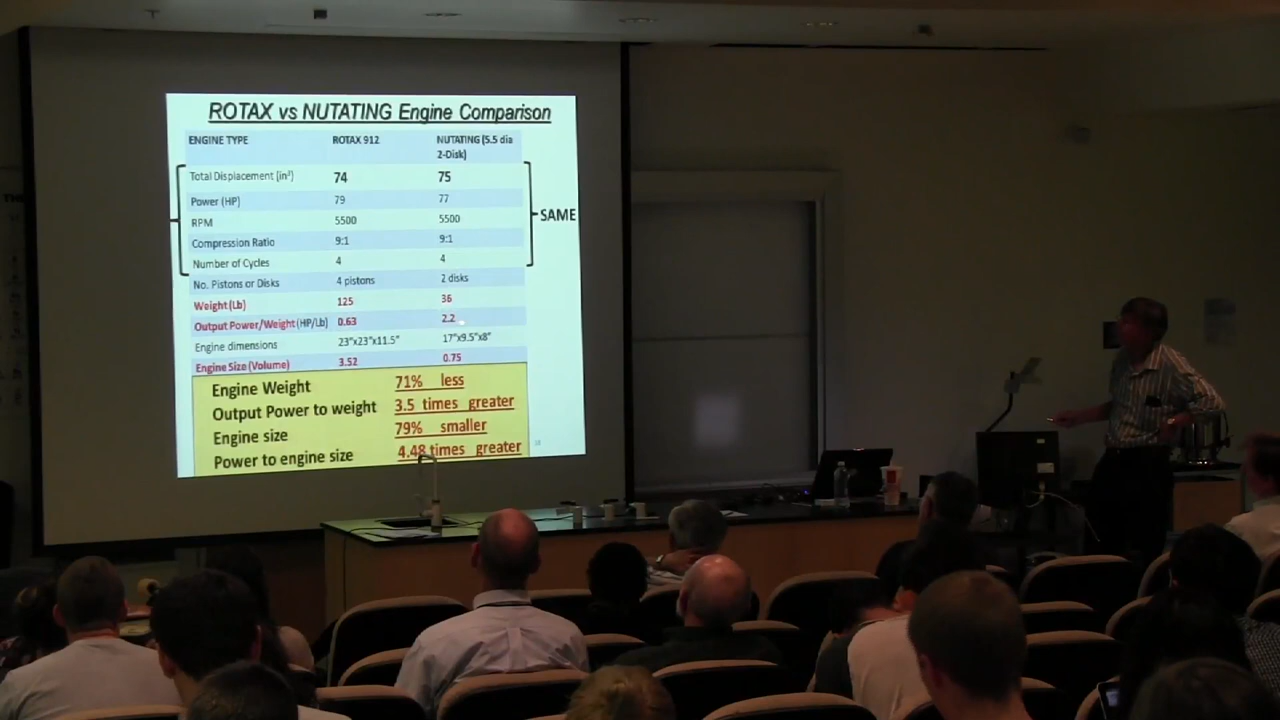 ROTAX vs NUTATING Engine Comparison
ENGINE TYPE ROTAX 912 NUTATING (5.5 dia 2-Disk)
Total Displacement (in³) 74 75
Power (HP) 79 77
RPM 5500 5500
Compression Ratio 9:1 9:1
Number of Cycles 4 4
SAME
No. Pistons or Disks 4 pistons 2 disks
Weight (Lb) 125 36
Output Power/Weight (HP/Lb) 0.63 2.2
Engine dimensions 23"x23"x11.5" 17"x9.5"x8"
Engine Size (Volume) 3.52 0.75
Engine Weight 71% less
Output Power to weight 3.5 times greater
Engine size 79% smaller
Power to engine size 4.48 times greater